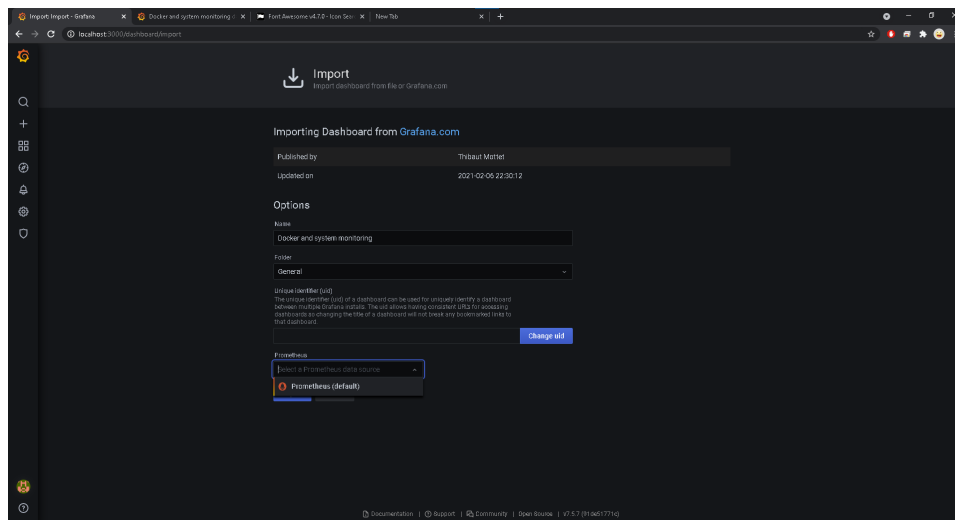 Import: Import - Grafana
Docker and system monitoring
Font Awesome v4.7.0 - Icon Sear
New Tab
localhost:3000/dashboard/import
Import
Import dashboard from file or Grafana.com
Importing Dashboard from Grafana.com
Published by Thibaut Mottet
Updated on 2021-02-06 22:30:12
Options
Name
Docker and system monitoring
Folder
General
Unique identifier (uid)
The unique identifier (uid) of a dashboard can be used for uniquely identify a dashboard
between multiple Grafana installs. The uid allows having consistent URLs for accessing
dashboards so changing the title of a dashboard will not break any bookmarked links to
that dashboard.
Change uid
Prometheus
Select a Prometheus data source
Prometheus (default)
Documentation | Support | Community | Open Source | v7.5.7 (91de51771c)